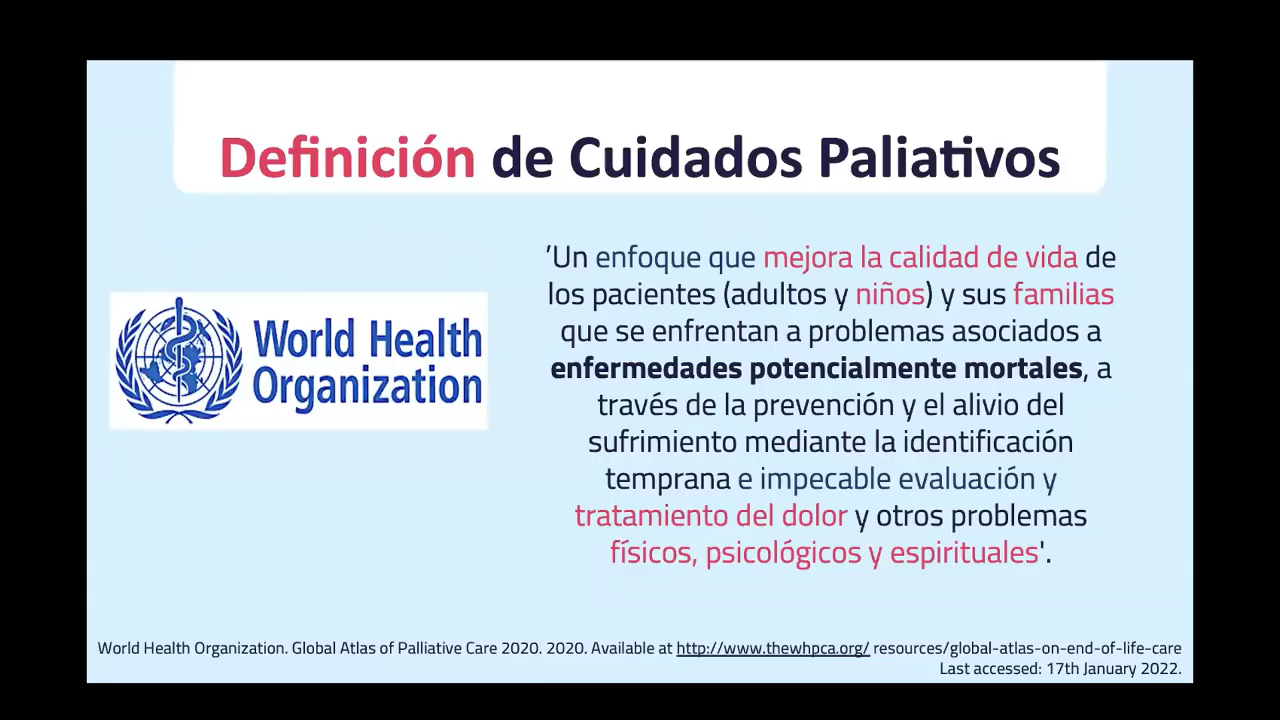 Definición de Cuidados Paliativos
World Health
Organization
’Un enfoque que mejora la calidad de vida de
los pacientes (adultos y niños) y sus familias
que se enfrentan a problemas asociados a
enfermedades potencialmente mortales, a
través de la prevención y el alivio del
sufrimiento mediante la identificación
temprana e impecable evaluación y
tratamiento del dolor y otros problemas
físicos, psicológicos y espirituales'.
World Health Organization. Global Atlas of Palliative Care 2020. 2020. Available at http://www.thewhpca.org/ resources/global-atlas-on-end-of-life-care
Last accessed: 17th January 2022.